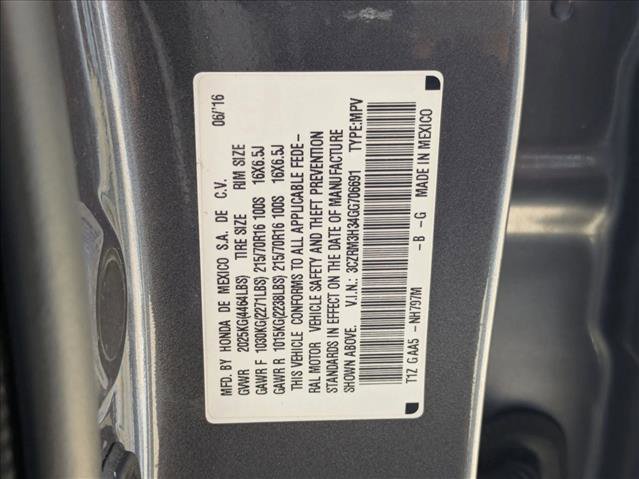 MFD. BY HONDA DE MEXICO S.A. DE C.V. 06/'16
GVWR 2025KG(4464LBS) TIRE SIZE RIM SIZE
GAWR F 1030KG(2271LBS) 215/70R16 100S 16X6.5J
GAWR R 1015KG(2238LBS) 215/70R16 100S 16X6.5J
THIS VEHICLE CONFORMS TO ALL APPLICABLE FEDE-
RAL MOTOR VEHICLE SAFETY AND THEFT PREVENTION
STANDARDS IN EFFECT ON THE DATE OF MANUFACTURE
SHOWN ABOVE. V.I.N.: 3CZRM3H34GG706691 TYPE:MPV
T1Z GAA5 -NH797M -B -G MADE IN MEXICO